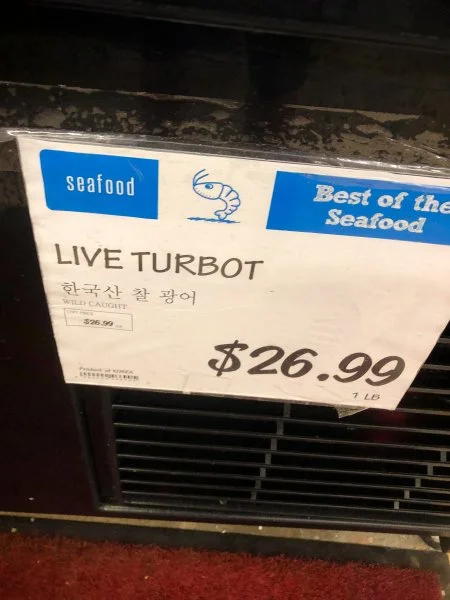 seafood
Best of the
Seafood
LIVE TURBOT
한국산 찰 광어
WILD CAUGHT
$26.99
$26.99
1 LB
Product of KOREA